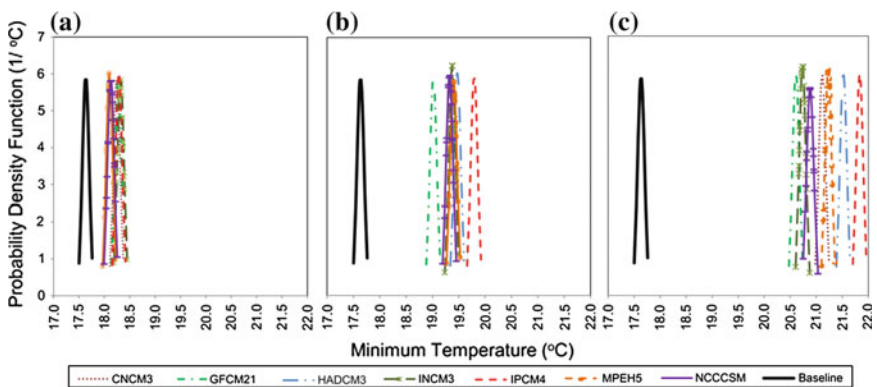 (a) (b) (c)
Probability Density Function (1/ °C)
7
6
5
4
3
2
1
0
17.0 17.5 18.0 18.5 19.0 19.5 20.0 20.5 21.0 21.5 22.0
17.0 17.5 18.0 18.5 19.0 19.5 20.0 20.5 21.0 21.5 22.0
17.0 17.5 18.0 18.5 19.0 19.5 20.0 20.5 21.0 21.5 22.0
Minimum Temperature (°C)
CNCM3 GFCM21 HADCM3 INCM3 IPCM4 MPEH5 NCCCSM Baseline